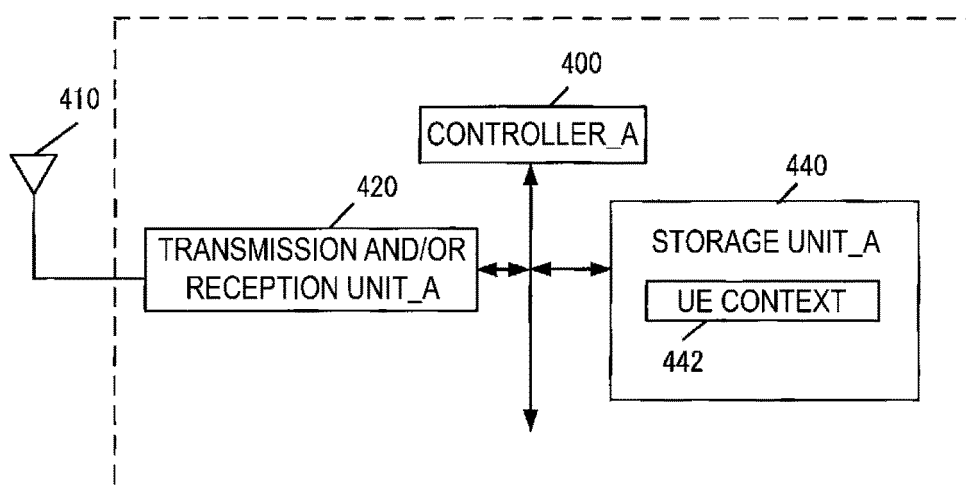 400
410
CONTROLLER_A
420
440
TRANSMISSION AND/OR
RECEPTION UNIT_A
STORAGE UNIT_A
UE CONTEXT
442